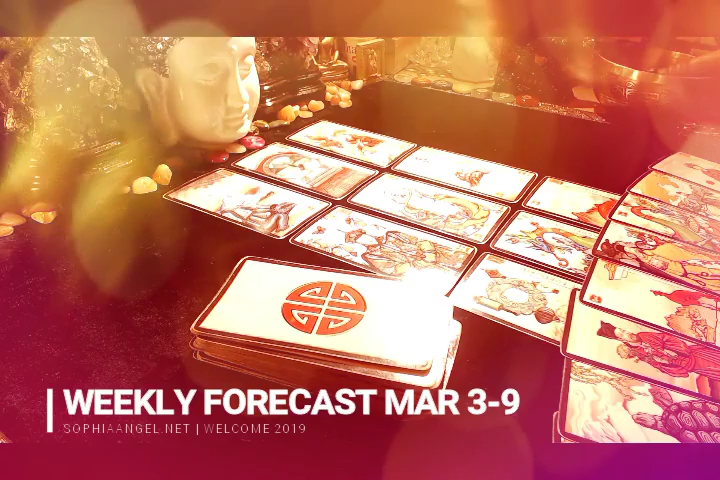 WEEKLY FORECAST MAR 3-9
SOPHIAANGEL.NET | WELCOME 2019